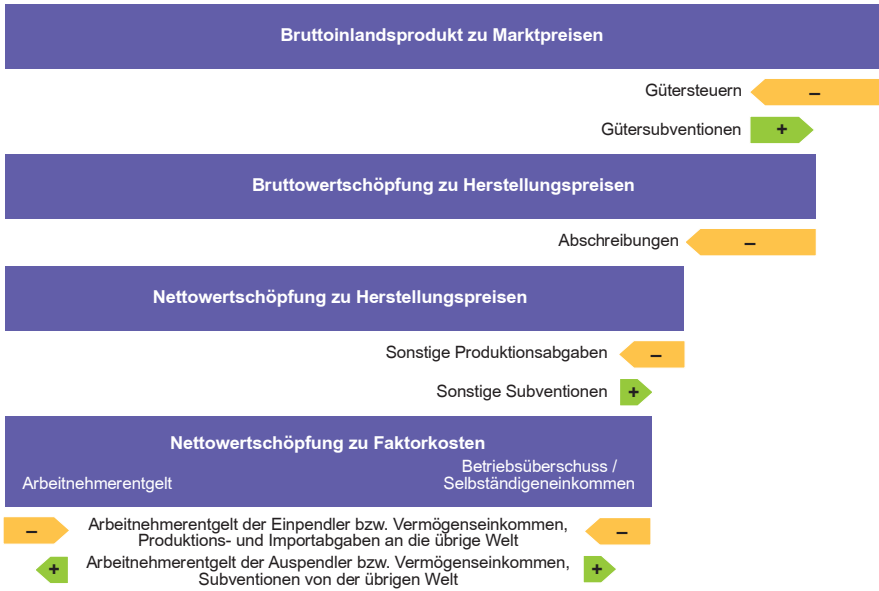 Bruttoinlandsprodukt zu Marktpreisen
Gütersteuern –
Gütersubventionen +
Bruttowertschöpfung zu Herstellungspreisen
Abschreibungen –
Nettowertschöpfung zu Herstellungspreisen
Sonstige Produktionsabgaben –
Sonstige Subventionen +
Nettowertschöpfung zu Faktorkosten
Arbeitnehmerentgelt
Betriebsüberschuss /
Selbständigeneinkommen
– Arbeitnehmerentgelt der Einpendler bzw. Vermögenseinkommen, –
Produktions- und Importabgaben an die übrige Welt
+ Arbeitnehmerentgelt der Auspendler bzw. Vermögenseinkommen, +
Subventionen von der übrigen Welt